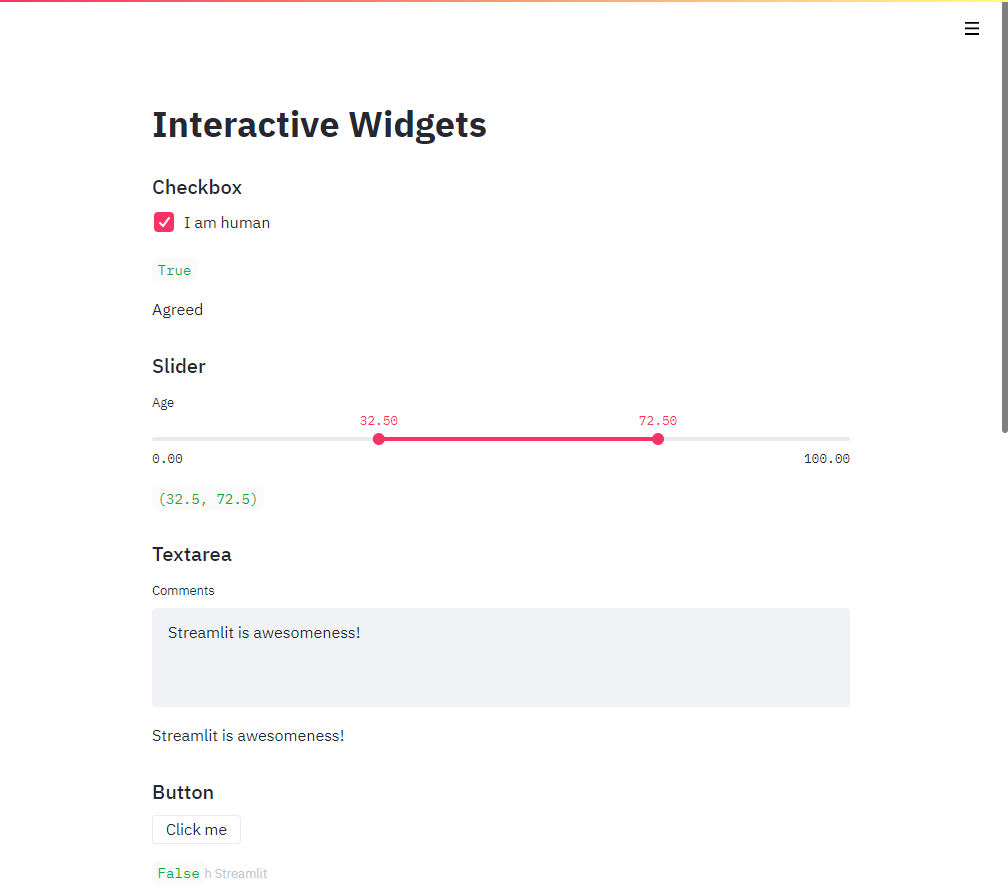 Interactive Widgets
Checkbox
I am human
True
Agreed
Slider
Age
32.50 72.50
0.00 100.00
(32.5, 72.5)
Textarea
Comments
Streamlit is awesomeness!
Streamlit is awesomeness!
Button
Click me
False h Streamlit